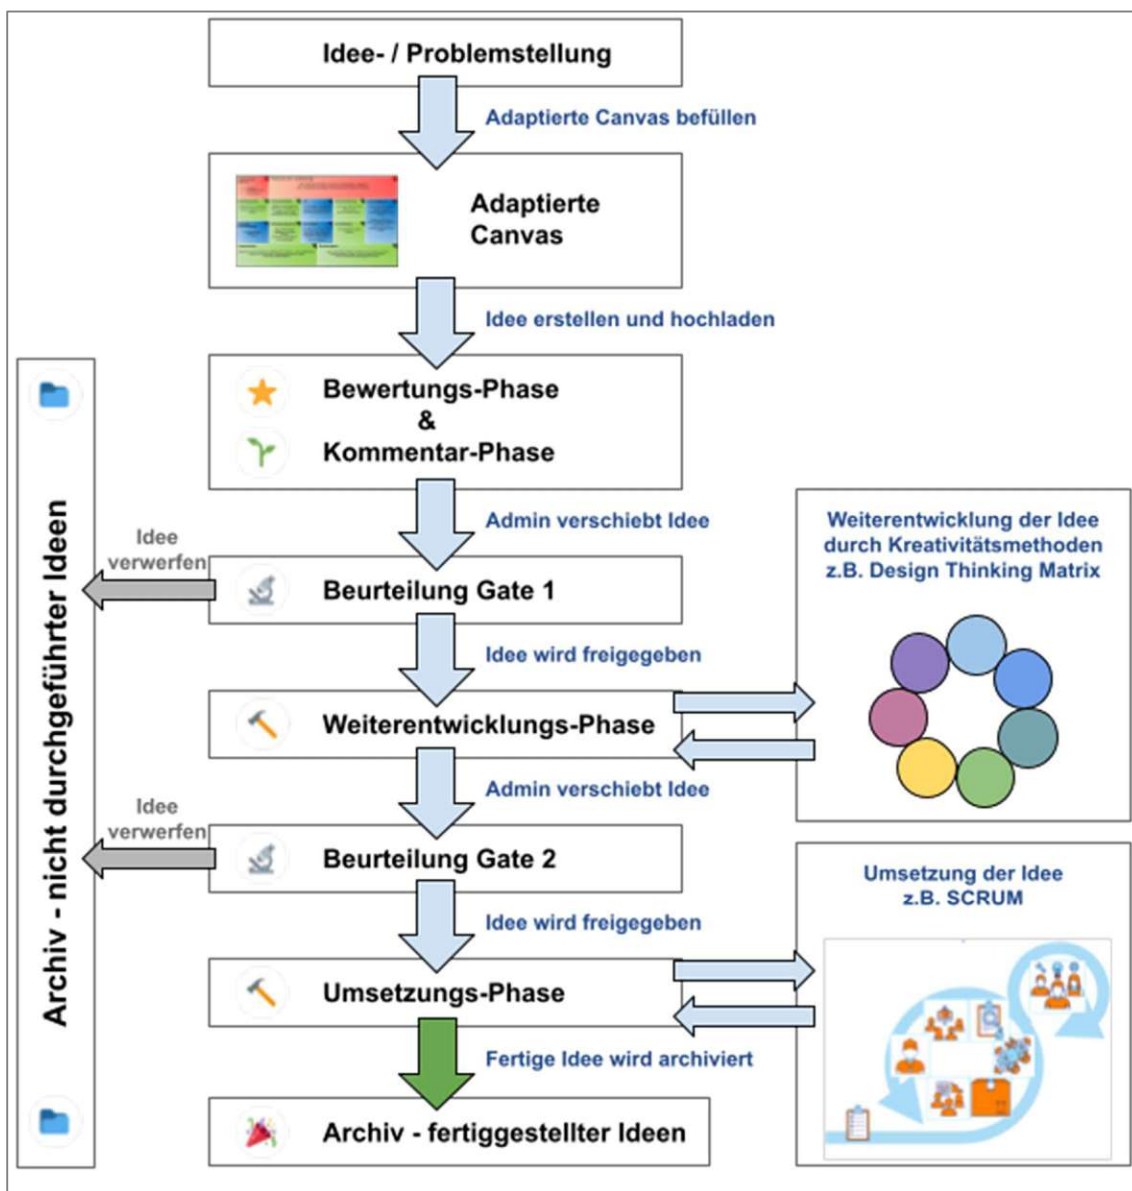 Idee- / Problemstellung
Adaptierte Canvas befüllen
Adaptierte
Canvas
Idee erstellen und hochladen
Bewertungs-Phase
&
Kommentar-Phase
Admin verschiebt Idee
Idee
verwerfen
Beurteilung Gate 1
Idee wird freigegeben
Weiterentwicklungs-Phase
Weiterentwicklung der Idee
durch Kreativitätsmethoden
z.B. Design Thinking Matrix
Admin verschiebt Idee
Idee
verwerfen
Beurteilung Gate 2
Idee wird freigegeben
Umsetzungs-Phase
Umsetzung der Idee
z.B. SCRUM
Fertige Idee wird archiviert
Archiv - fertiggestellter Ideen
Archiv - nicht durchgeführter Ideen